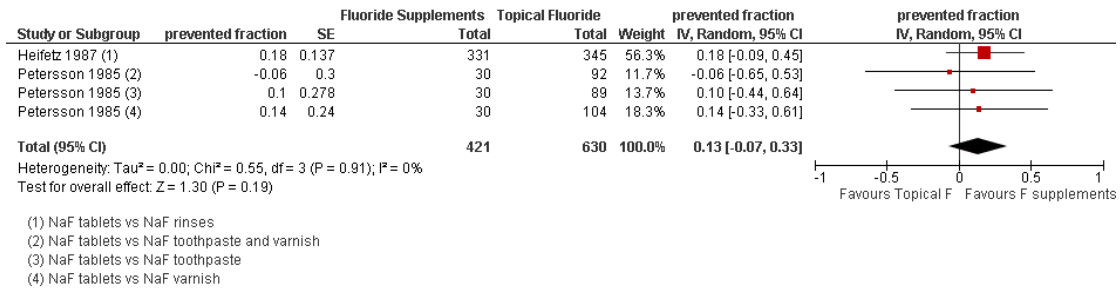 Fluoride Supplements Topical Fluoride prevented fraction prevented fraction
Study or Subgroup prevented fraction SE Total Total Weight IV, Random, 95% CI IV, Random, 95% CI
Heifetz 1987 (1) 0.18 0.137 331 345 56.3% 0.18 [-0.09, 0.45]
Petersson 1985 (2) -0.06 0.3 30 92 11.7% -0.06 [-0.65, 0.53]
Petersson 1985 (3) 0.1 0.278 30 89 13.7% 0.10 [-0.44, 0.64]
Petersson 1985 (4) 0.14 0.24 30 104 18.3% 0.14 [-0.33, 0.61]
Total (95% CI) 421 630 100.0% 0.13 [-0.07, 0.33]
Heterogeneity: Tau² = 0.00; Chi² = 0.55, df = 3 (P = 0.91); I² = 0%
Test for overall effect: Z = 1.30 (P = 0.19)
-1 -0.5 0 0.5 1
Favours Topical F Favours F supplements
(1) NaF tablets vs NaF rinses
(2) NaF tablets vs NaF toothpaste and varnish
(3) NaF tablets vs NaF toothpaste
(4) NaF tablets vs NaF varnish